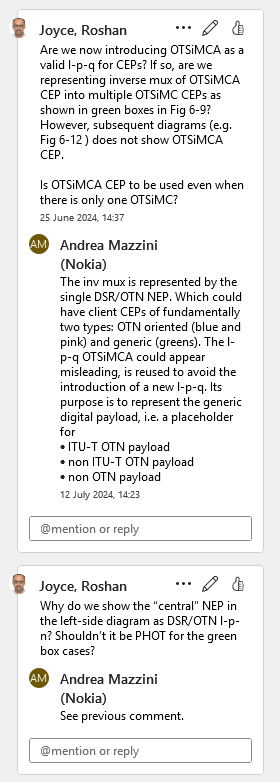 Joyce, Roshan
Are we now introducing OTSiMCA as a
valid l-p-q for CEPs? If so, are we
representing inverse mux of OTSiMCA
CEP into multiple OTSiMC CEPs as
shown in green boxes in Fig 6-9?
However, subsequent diagrams (e.g.
Fig 6-12 ) does not show OTSiMCA
CEP.
Is OTSiMCA CEP to be used even when
there is only one OTSiMC?
25 June 2024, 14:37
AM
Andrea Mazzini
(Nokia)
The inv mux is represented by the
single DSR/OTN NEP. Which could
have client CEPs of fundamentally
two types: OTN oriented (blue and
pink) and generic (greens). The l-
p-q OTSiMCA could appear
misleading, is reused to avoid the
introduction of a new l-p-q. Its
purpose is to represent the generic
digital payload, i.e. a placeholder
for
• ITU-T OTN payload
• non ITU-T OTN payload
• non OTN payload
12 July 2024, 14:23
@mention or reply
Joyce, Roshan
Why do we show the “central” NEP in
the left-side diagram as DSR/OTN l-p-
n? Shouldn’t it be PHOT for the green
box cases?
AM
Andrea Mazzini
(Nokia)
See previous comment.
@mention or reply